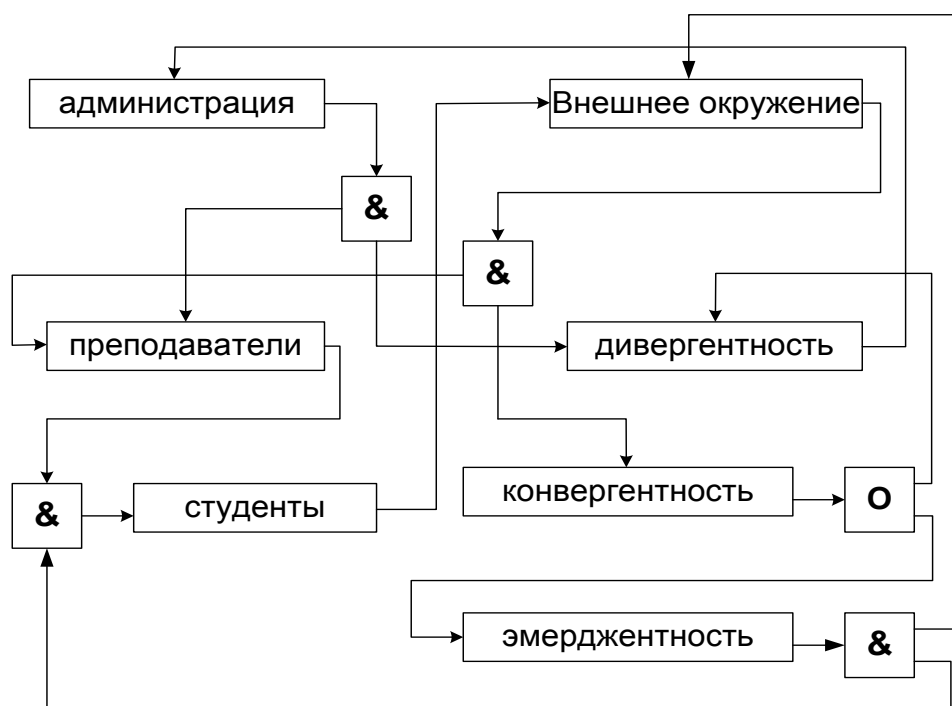 администрация
Внешнее окружение
&
&
преподаватели
дивергентность
&
студенты
конвергентность
О
эмерджентность
&